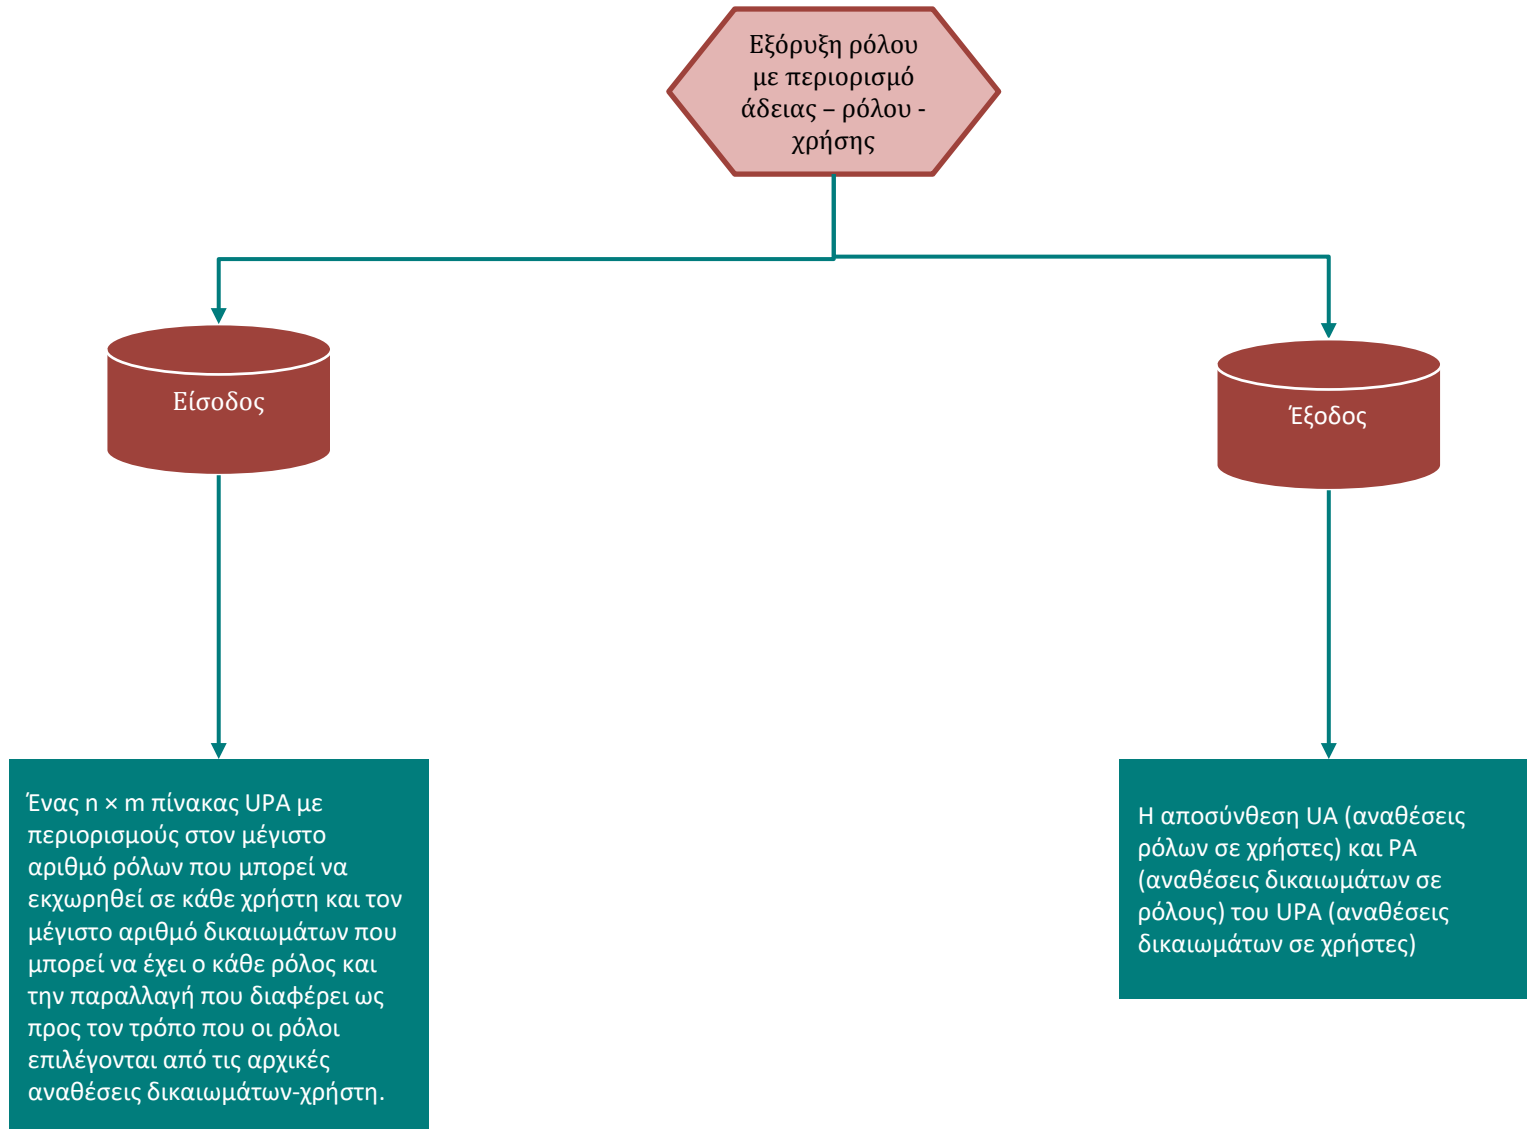 Εξόρυξη ρόλου
με περιορισμό
άδειας – ρόλου -
χρήσης
Είσοδος
Έξοδος
Ένας n × m πίνακας UPA με
περιορισμούς στον μέγιστο
αριθμό ρόλων που μπορεί να
εκχωρηθεί σε κάθε χρήστη και τον
μέγιστο αριθμό δικαιωμάτων που
μπορεί να έχει ο κάθε ρόλος και
την παραλλαγή που διαφέρει ως
προς τον τρόπο που οι ρόλοι
επιλέγονται από τις αρχικές
αναθέσεις δικαιωμάτων-χρήστη.
Η αποσύνθεση UA (αναθέσεις
ρόλων σε χρήστες) και PA
(αναθέσεις δικαιωμάτων σε
ρόλους) του UPA (αναθέσεις
δικαιωμάτων σε χρήστες)